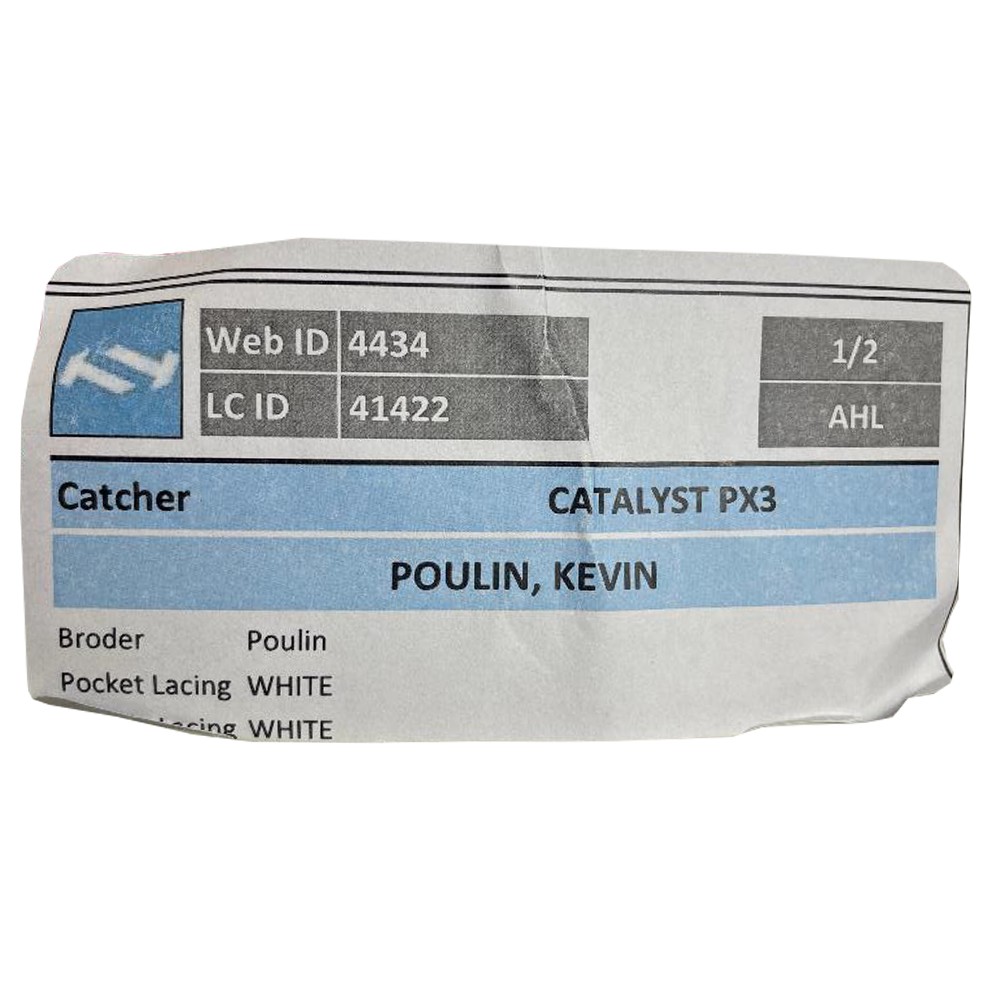 Web ID 4434 1/2
LC ID 41422 AHL
Catcher CATALYST PX3
POULIN, KEVIN
Broder Poulin
Pocket Lacing WHITE
Lacing WHITE